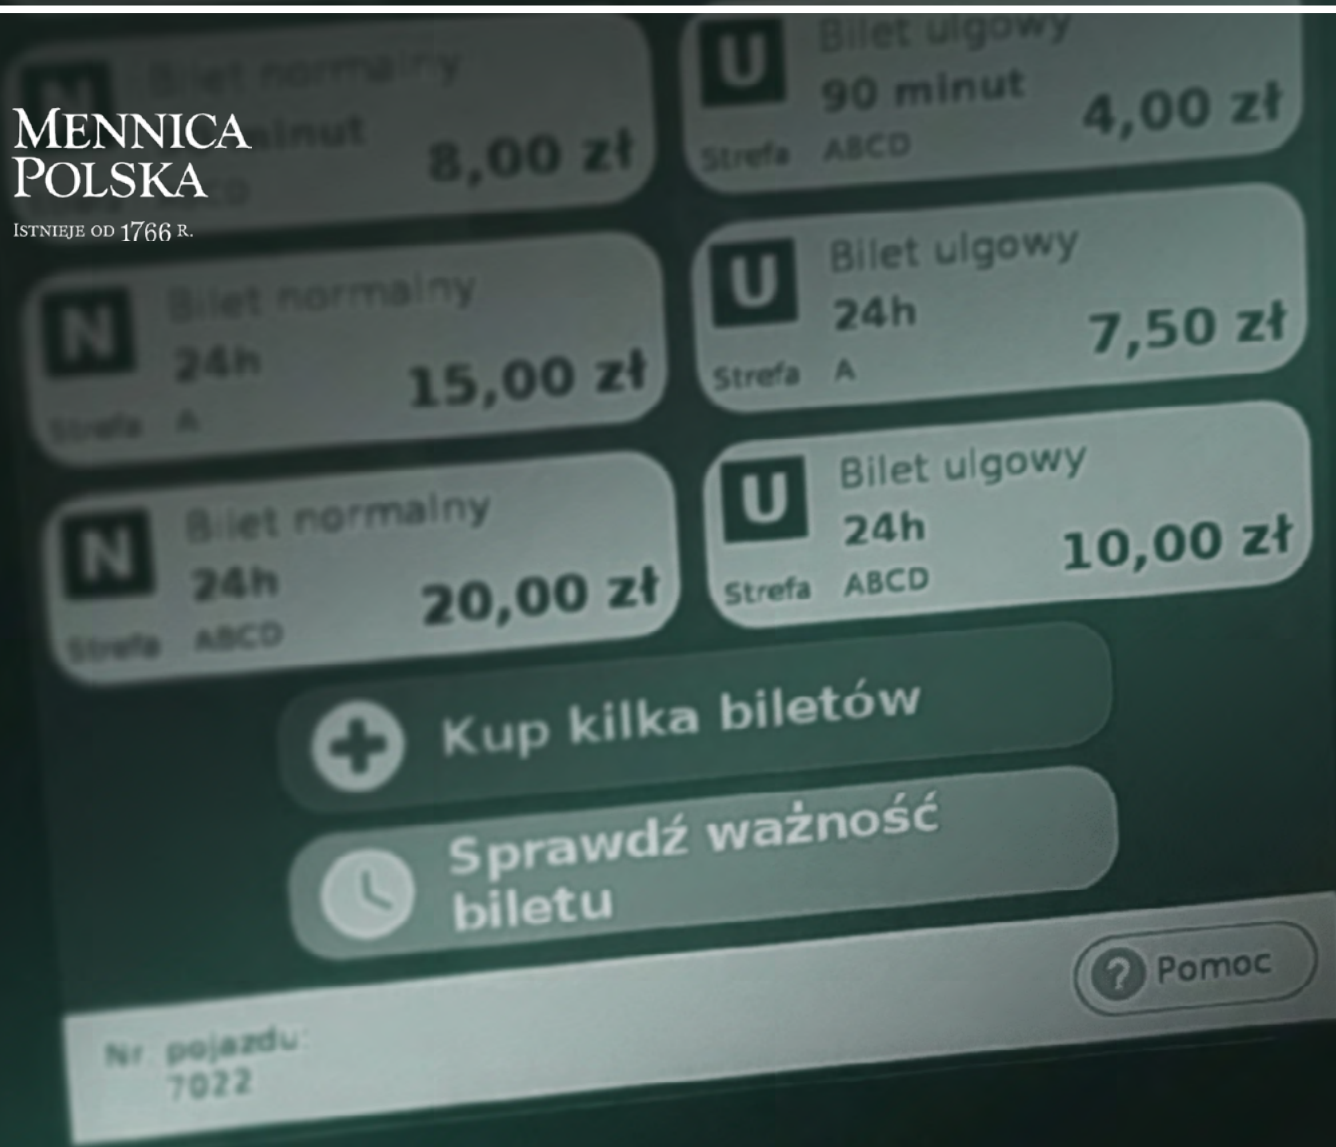 N Bilet normalny
minut
8,00 zł
U Bilet ulgowy
90 minut
4,00 zł
Strefa ABCD
MENNICA
POLSKA
ISTNIEJE OD 1766 R.
N Bilet normalny
24h
15,00 zł
Strefa A
U Bilet ulgowy
24h
7,50 zł
Strefa A
N Bilet normalny
24h
20,00 zł
Strefa ABCD
U Bilet ulgowy
24h
10,00 zł
Strefa ABCD
Kup kilka biletów
Sprawdź ważność
biletu
? Pomoc
Nr pojazdu:
7022